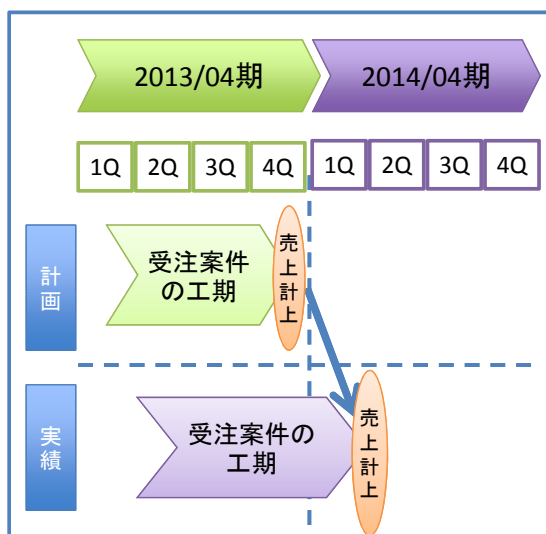 2013/04期
2014/04期
1Q
2Q
3Q
4Q
1Q
2Q
3Q
4Q
計画
受注案件
の工期
売上計上
実績
受注案件の
工期
売上計上